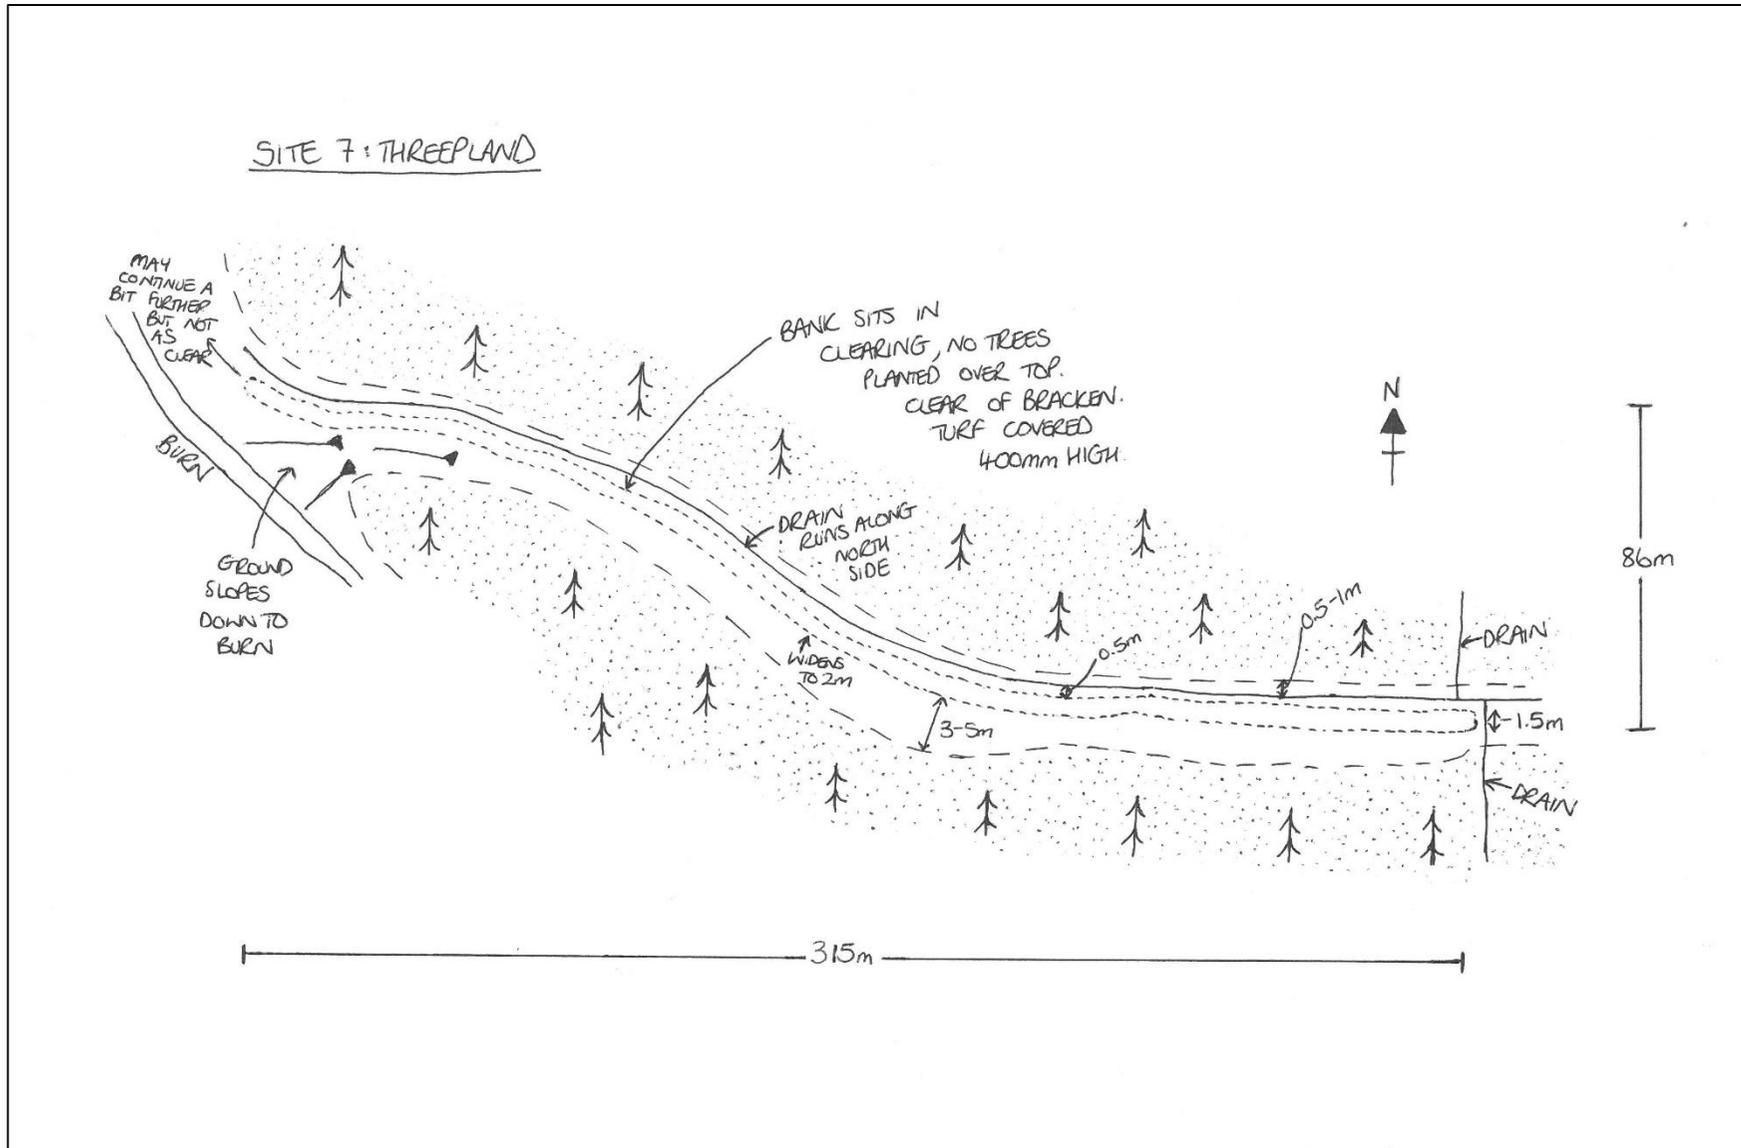 SITE 7: THREEPLAND
MAY
CONTINUE A
BIT FURTHER
BUT NOT
AS
CLEAR
BURN
GROUND
SLOPES
DOWN TO
BURN
BANK SITS IN
CLEARING, NO TREES
PLANTED OVER TOP.
CLEAR OF BRACKEN.
TURF COVERED
400mm HIGH.
DRAIN
RUNS ALONG
NORTH
SIDE
WIDENS
TO 2m
3-5m
0.5m
0.5-1m
N
86m
DRAIN
-1.5m
DRAIN
315m